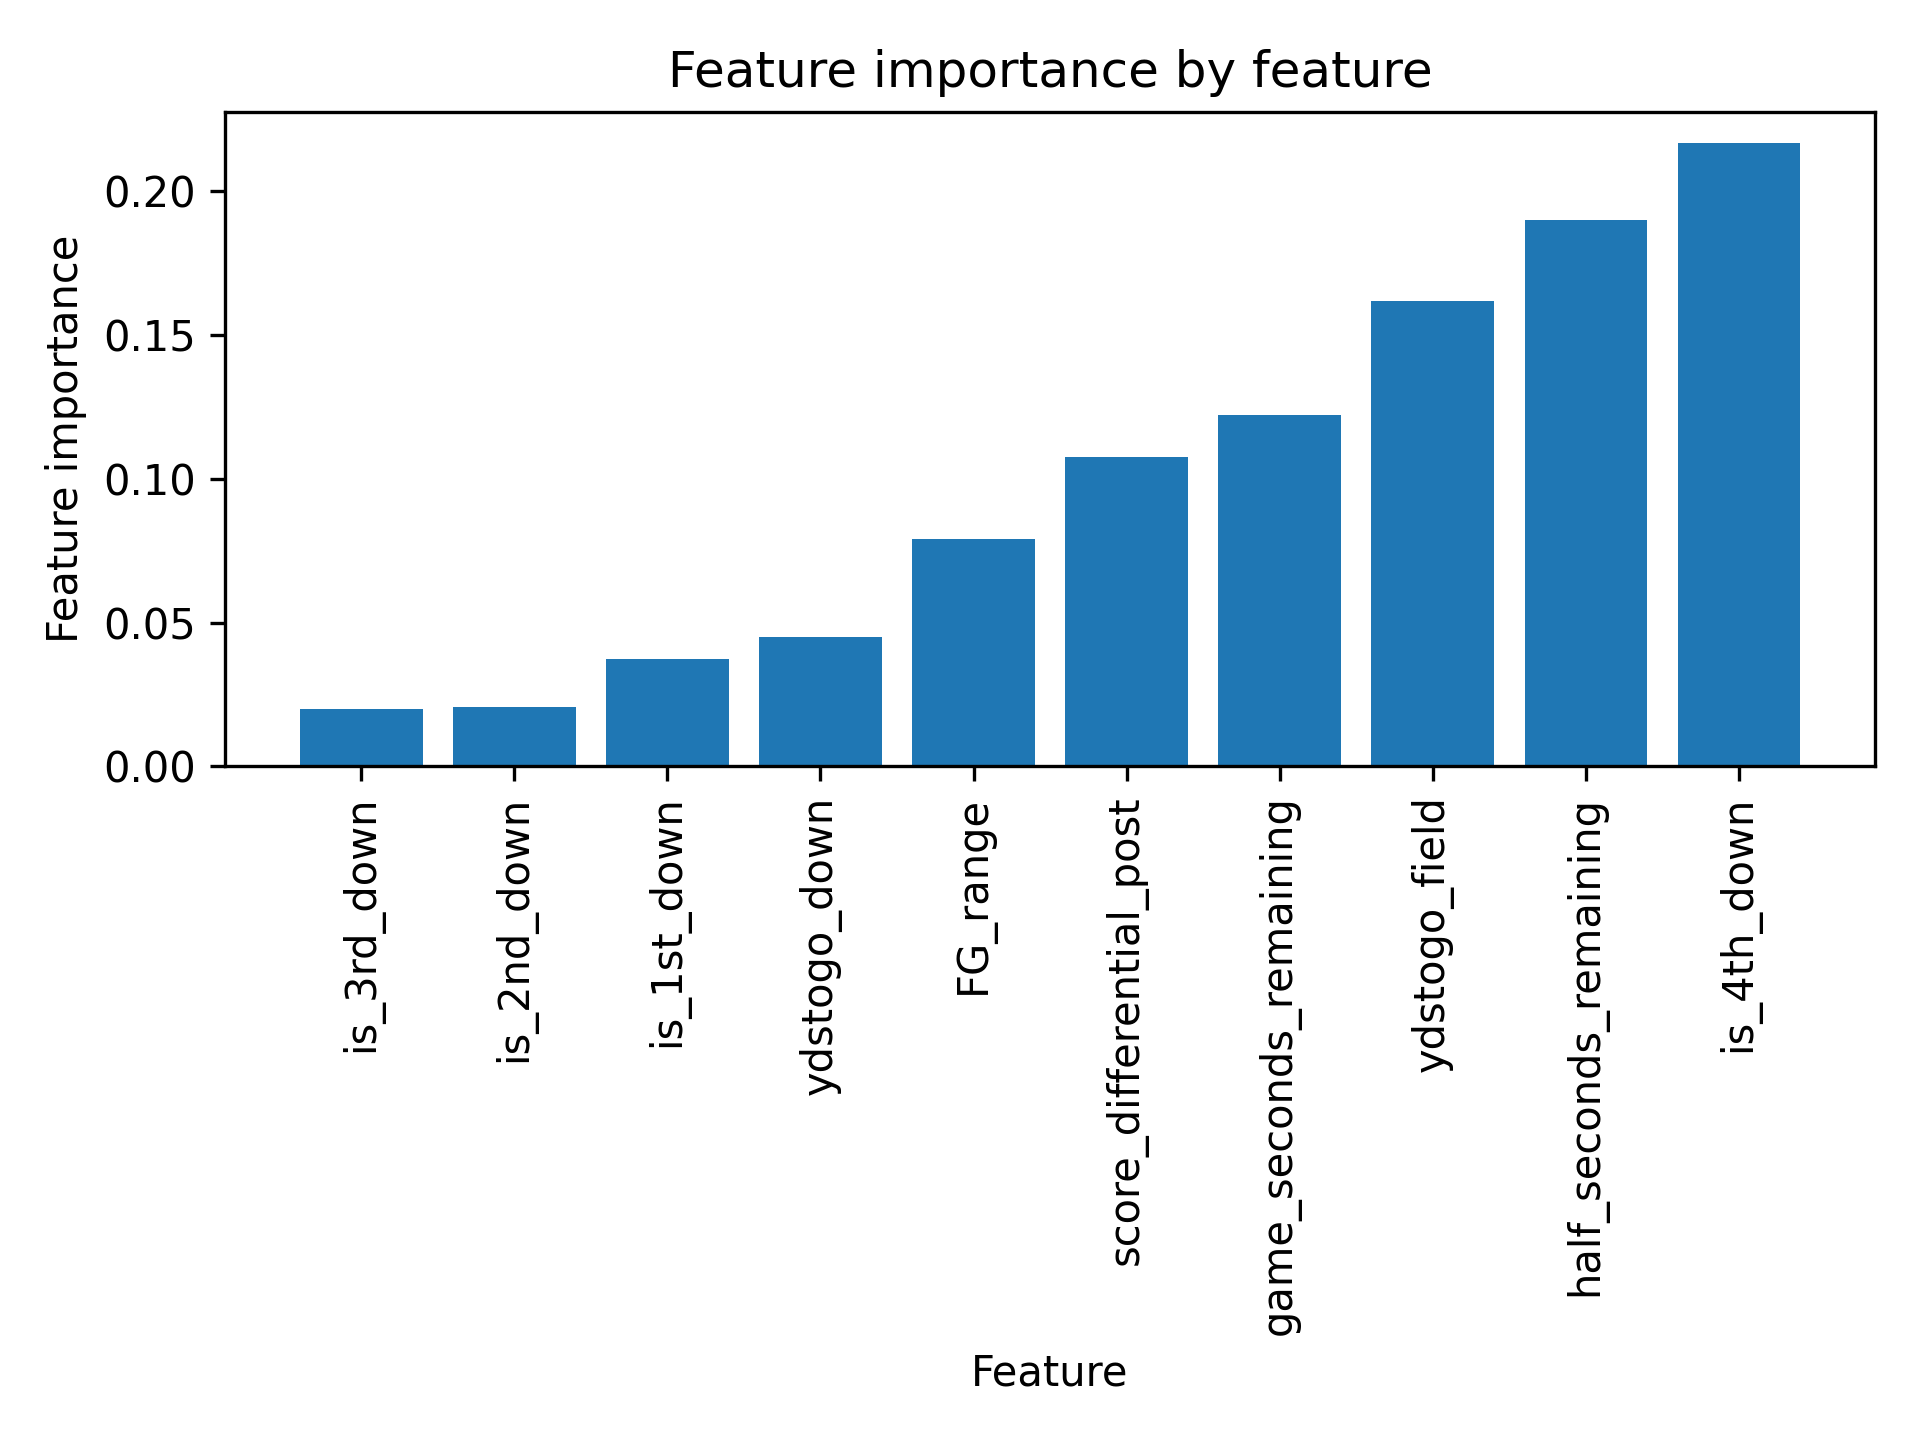 Feature importance by feature
Feature importance
0.20
0.15
0.10
0.05
0.00
is_3rd_down
is_2nd_down
is_1st_down
ydstogo_down
FG_range
score_differential_post
game_seconds_remaining
ydstogo_field
half_seconds_remaining
is_4th_down
Feature